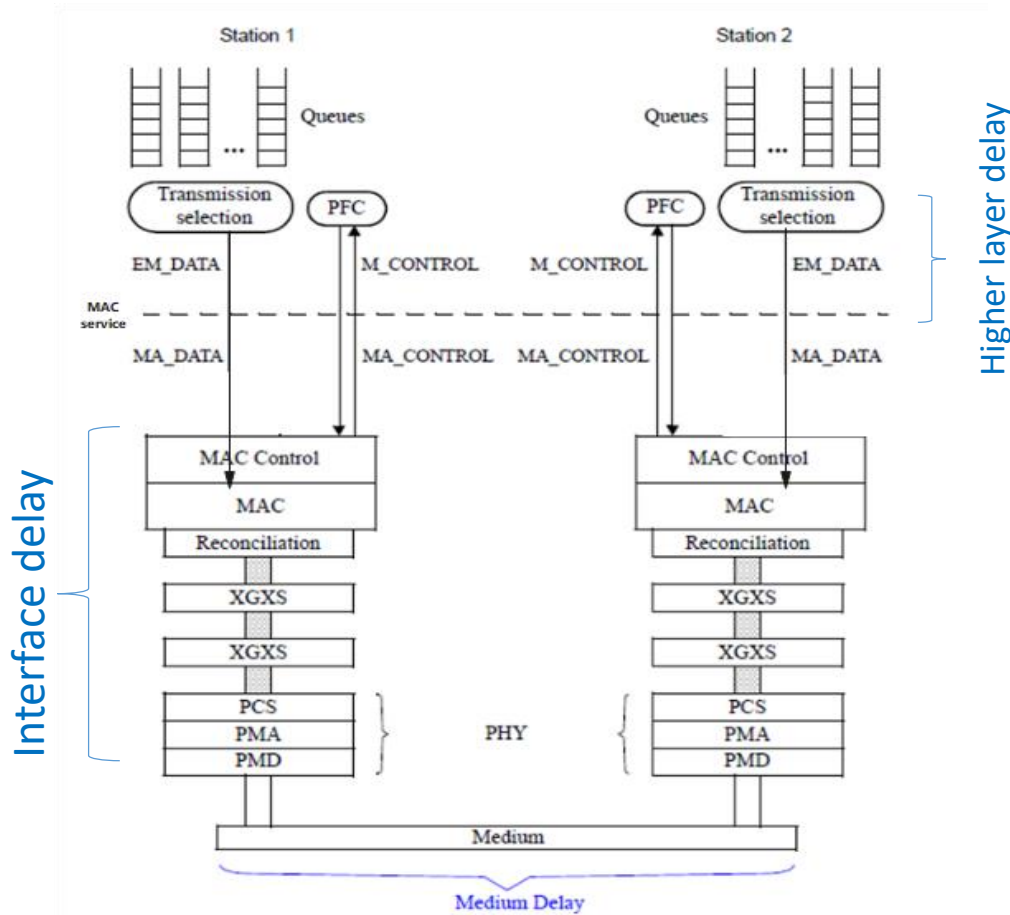 Station 1
Station 2
Queues
Queues
...
...
Transmission
selection
PFC
PFC
Transmission
selection
Higher layer delay
EM_DATA
M_CONTROL
M_CONTROL
EM_DATA
MAC
service
MA_DATA
MA_CONTROL
MA_CONTROL
MA_DATA
Interface delay
MAC Control
MAC Control
MAC
MAC
Reconciliation
Reconciliation
XGXS
XGXS
XGXS
XGXS
PCS
PCS
PMA
PHY
PMA
PMD
PMD
Medium
Medium Delay